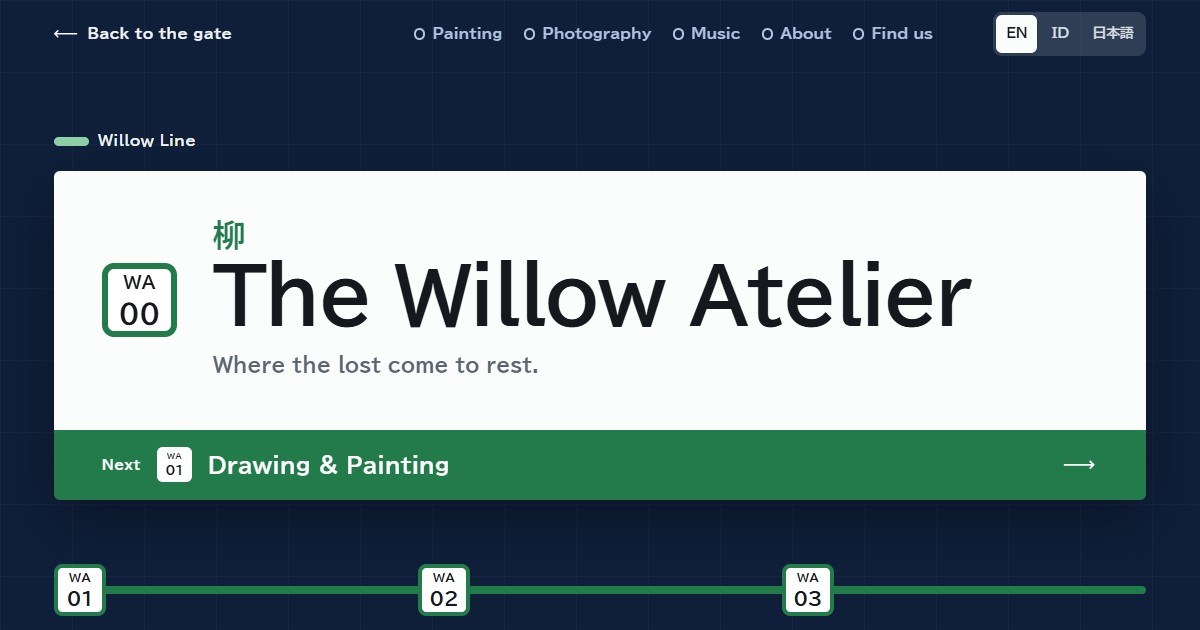 ⟵ Back to the gate
Painting Photography Music About Find us
EN ID 日本語
Willow Line
柳
WA
00
The Willow Atelier
Where the lost come to rest.
Next WA 01 Drawing & Painting ⟶
WA
01
WA
02
WA
03